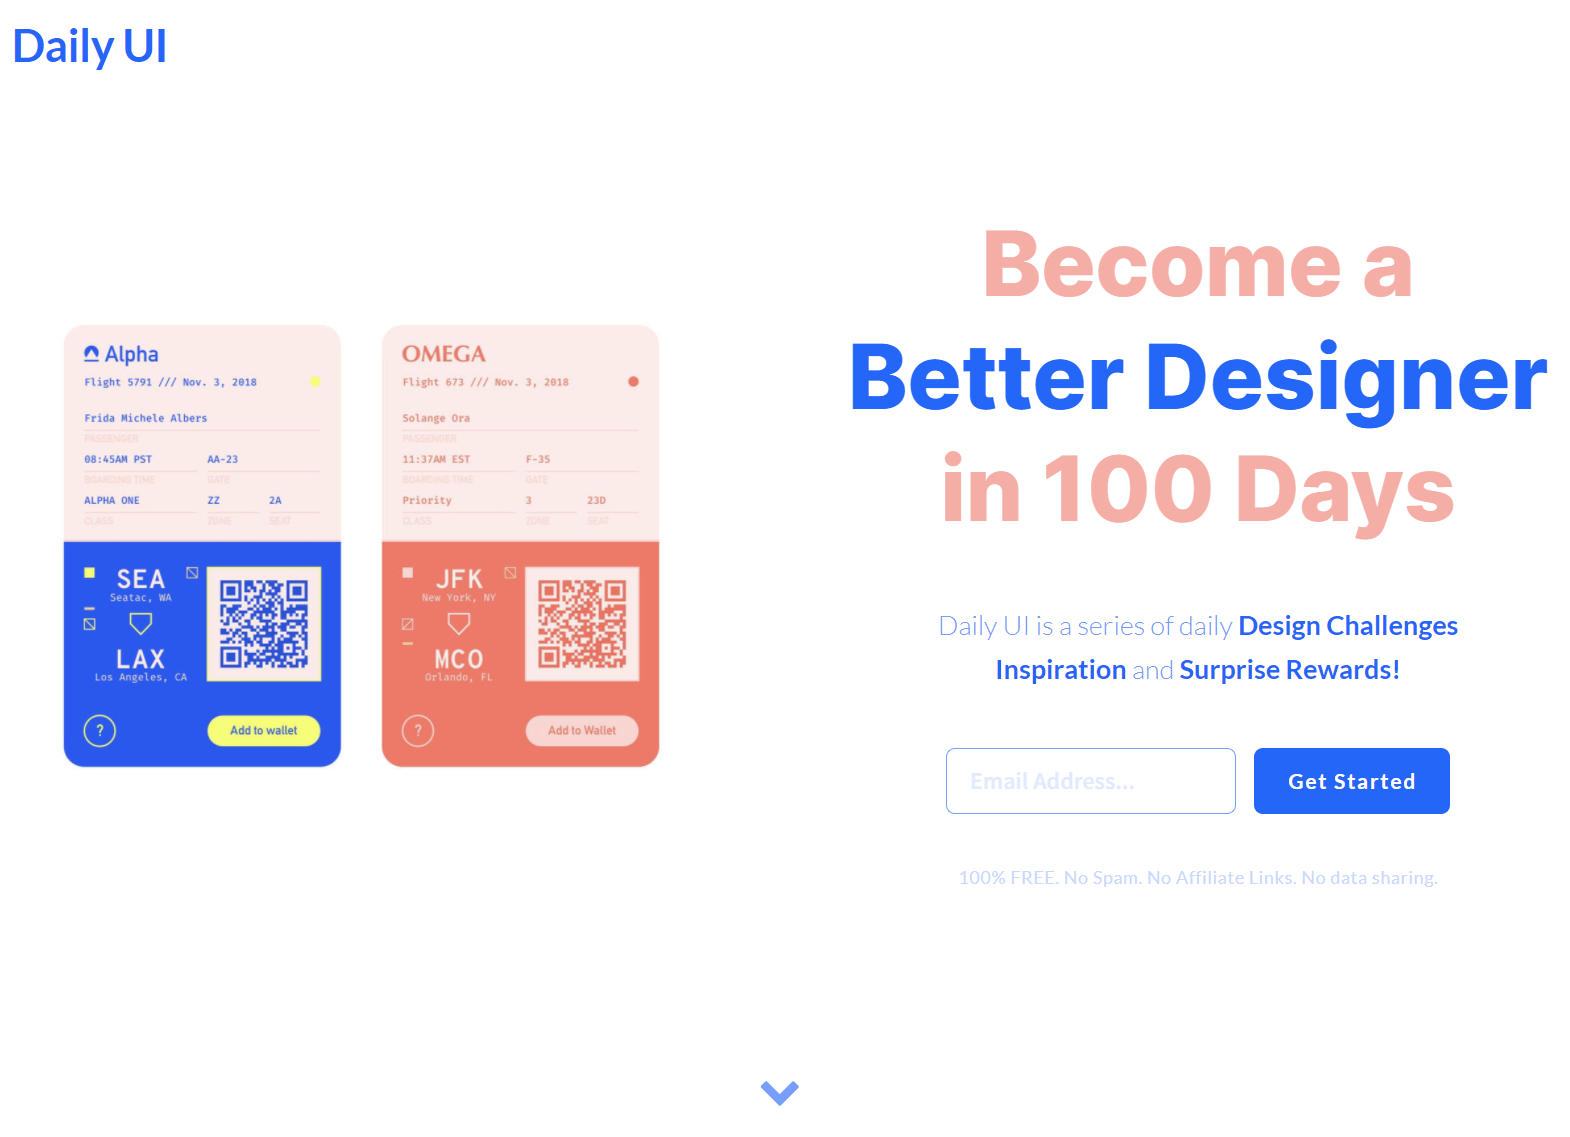 Daily UI
Alpha
Flight 5791 /// Nov. 3, 2018
Frida Michele Albers
PASSENGER
08:45AM PST AA-23
BOARDING TIME GATE
ALPHA ONE ZZ 2A
CLASS ZONE SEAT
SEA
Seatac, WA
LAX
Los Angeles, CA
? Add to wallet
OMEGA
Flight 673 /// Nov. 3, 2018
Solange Ora
PASSENGER
11:37AM EST F-35
BOARDING TIME GATE
Priority 3 23D
CLASS ZONE SEAT
JFK
New York, NY
MCO
Orlando, FL
? Add to Wallet
Become a
Better Designer
in 100 Days
Daily UI is a series of daily Design Challenges
Inspiration and Surprise Rewards!
Email Address... Get Started
100% FREE. No Spam. No Affiliate Links. No data sharing.